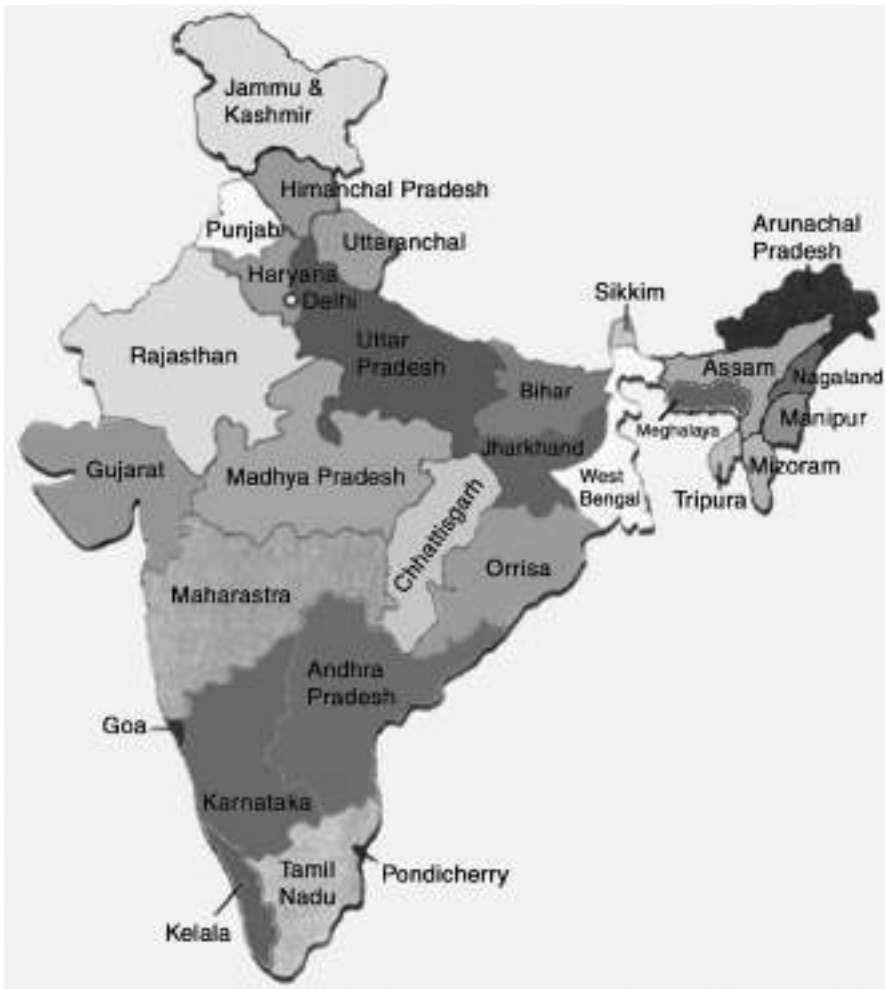 Jammu &
Kashmir
Himanchal Pradesh
Punjabi
Uttaranchal
Arunachal
Pradesh
Haryana
Delhi
Sikkim
Uttar
Pradesh
Rajasthan
Assam
Nagaland
Bihar
Manipur
Meghalaya
Jharkhand
Gujarat
Madhya Pradesh
West
Bengal
Mizoram
Tripura
Chhattisgarh
Orrisa
Maharastra
Andhra
Pradesh
Goa
Karnataka
Tamil
Nadu
Pondicherry
Kelala